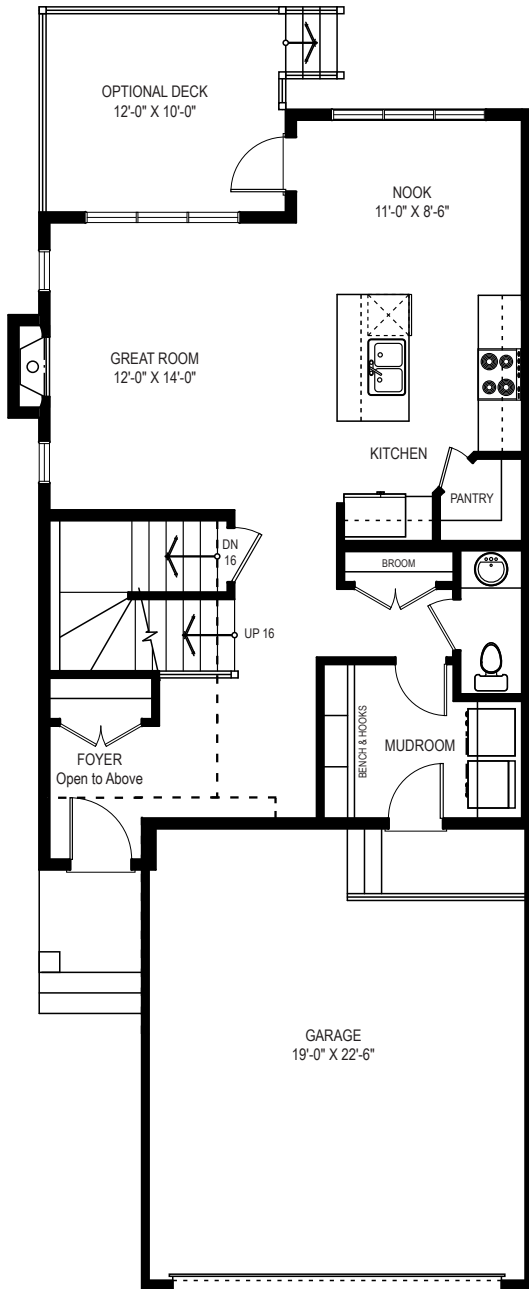 OPTIONAL DECK
12'-0" X 10'-0"
NOOK
11'-0" X 8'-6"
GREAT ROOM
12'-0" X 14'-0"
KITCHEN
PANTRY
DN
16
BROOM
UP 16
BENCH & HOOKS
MUDROOM
FOYER
Open to Above
GARAGE
19'-0" X 22'-6"